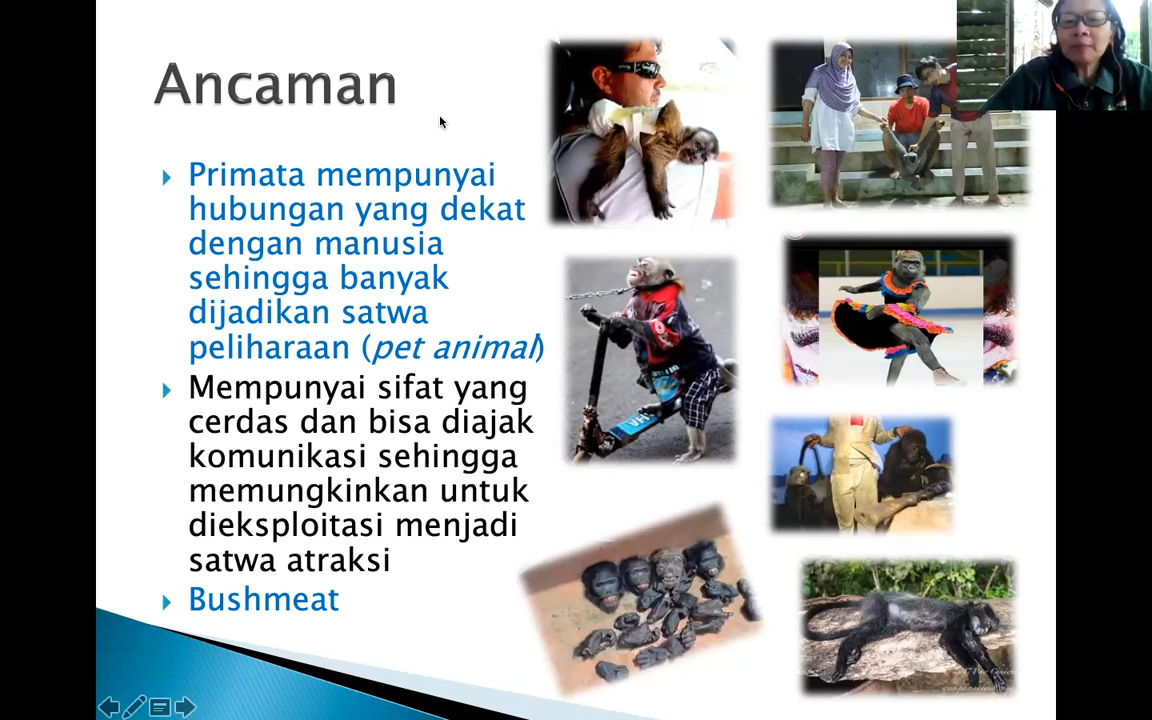 Ancaman
Primata mempunyai
hubungan yang dekat
dengan manusia
sehingga banyak
dijadikan satwa
peliharaan (pet animal)
Mempunyai sifat yang
cerdas dan bisa diajak
komunikasi sehingga
memungkinkan untuk
dieksploitasi menjadi
satwa atraksi
Bushmeat